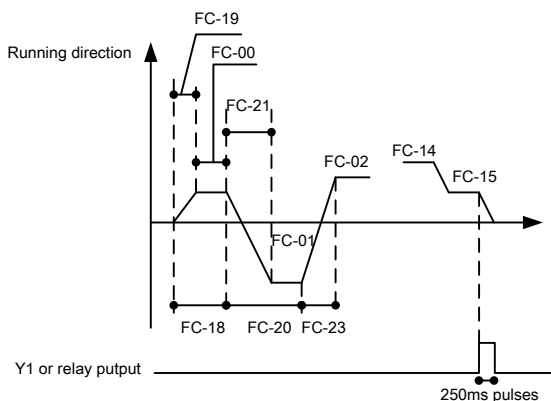 FC-19
Running direction
FC-00
FC-21
FC-14
FC-02
FC-15
FC-01
FC-18
FC-20
FC-23
Y1 or relay putput
250ms pulses